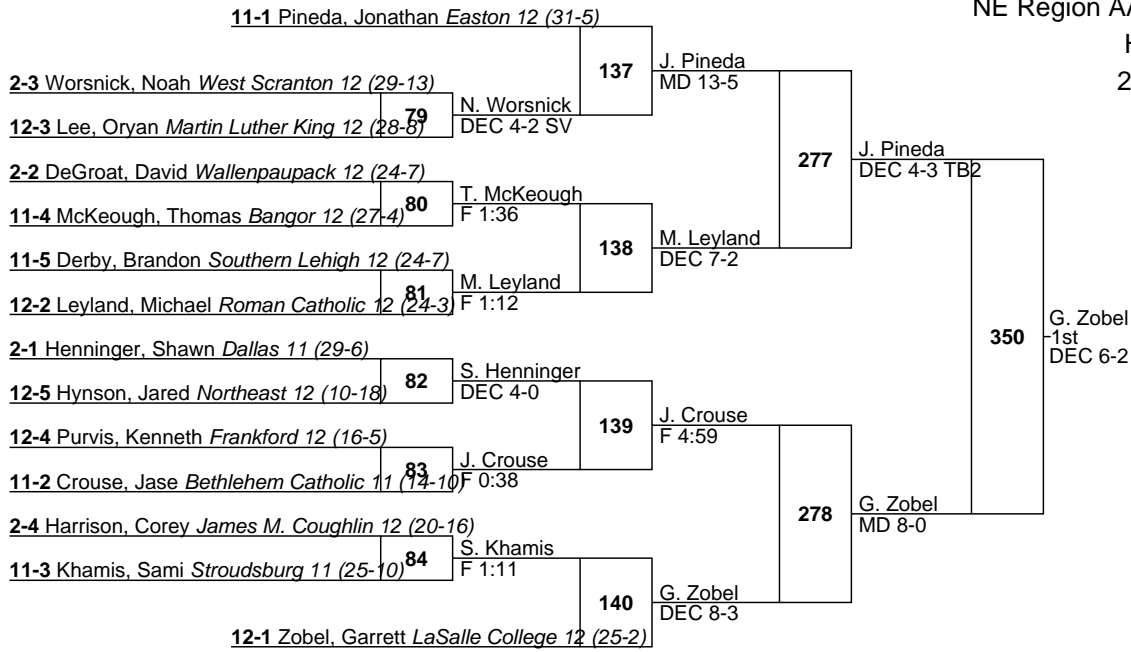 NE Region AA
H
2
11-1 Pineda, Jonathan Easton 12 (31-5)
137
J. Pineda
MD 13-5
2-3 Worsnick, Noah West Scranton 12 (29-13)
79
N. Worsnick
DEC 4-2 SV
12-3 Lee, Oryan Martin Luther King 12 (28-8)
277
J. Pineda
DEC 4-3 TB2
2-2 DeGroat, David Wallenpaupack 12 (24-7)
80
T. McKeough
F 1:36
11-4 McKeough, Thomas Bangor 12 (27-4)
138
M. Leyland
DEC 7-2
11-5 Derby, Brandon Southern Lehigh 12 (24-7)
81
M. Leyland
F 1:12
12-2 Leyland, Michael Roman Catholic 12 (24-3)
350
G. Zobel
1st
DEC 6-2
2-1 Henninger, Shawn Dallas 11 (29-6)
82
S. Henninger
DEC 4-0
12-5 Hynson, Jared Northeast 12 (10-18)
139
J. Crouse
F 4:59
12-4 Purvis, Kenneth Frankford 12 (16-5)
83
J. Crouse
F 0:38
11-2 Crouse, Jase Bethlehem Catholic 11 (14-10)
278
G. Zobel
MD 8-0
2-4 Harrison, Corey James M. Coughlin 12 (20-16)
84
S. Khamis
F 1:11
11-3 Khamis, Sami Stroudsburg 11 (25-10)
140
G. Zobel
DEC 8-3
12-1 Zobel, Garrett LaSalle College 12 (25-2)